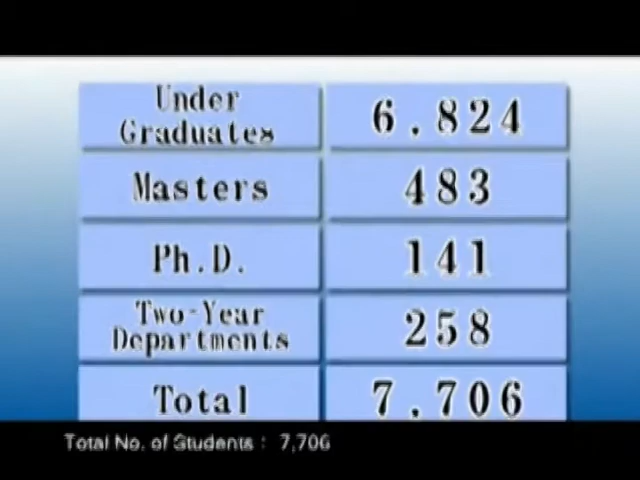 Under
Graduates
6.824
Masters
483
Ph.D.
141
Two-Year
Departments
258
Total
7.706
Total No. of Students : 7,706